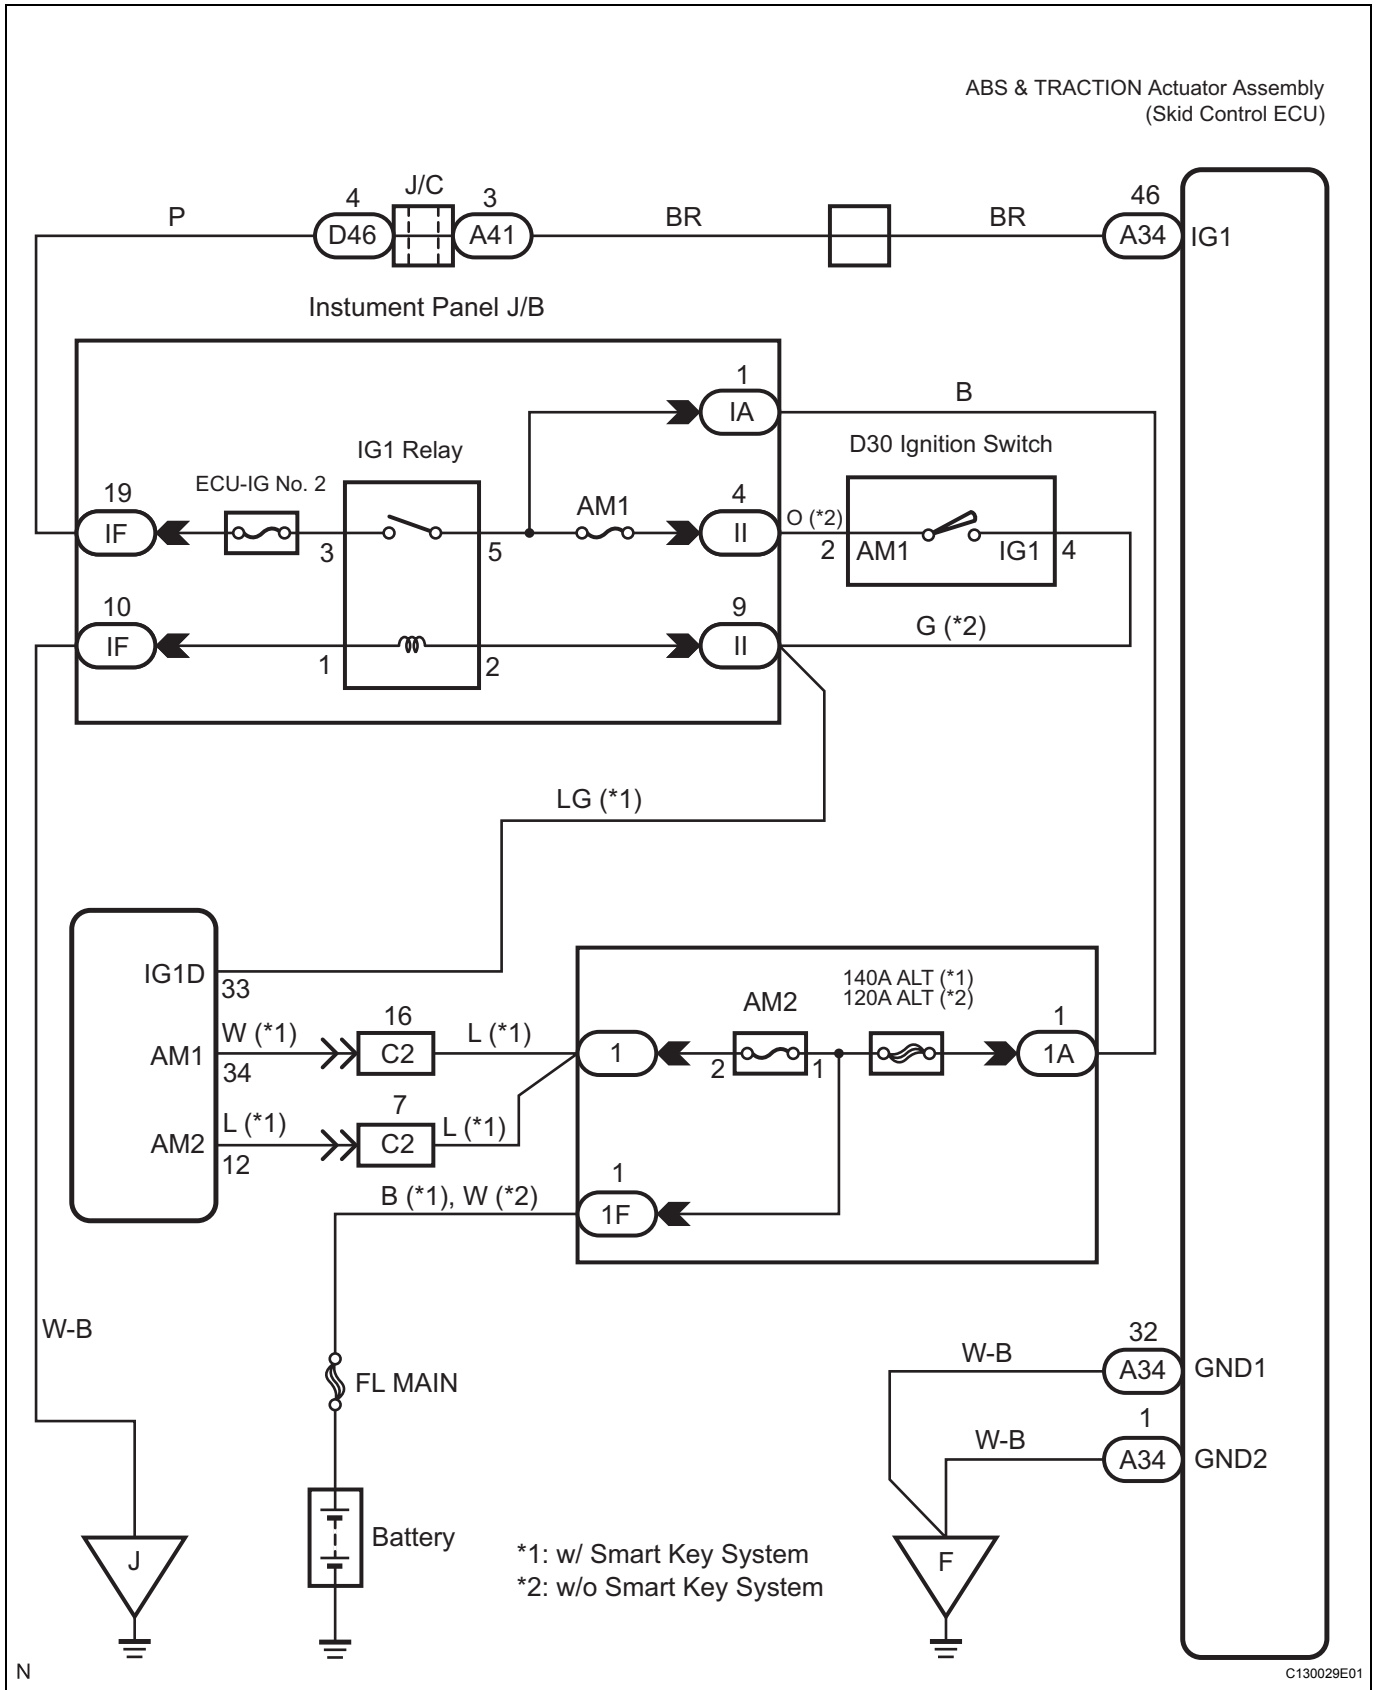 ABS & TRACTION Actuator Assembly
(Skid Control ECU)
4
J/C
3
46
P
D46
A41
BR
BR
A34
IG1
Instument Panel J/B
1
IA
B
IG1 Relay
D30 Ignition Switch
19
ECU-IG No. 2
AM1
4
IF
3
5
II
O (*2)
2
AM1
IG1
4
10
9
G (*2)
IF
1
2
II
LG (*1)
IG1D
33
140A ALT (*1)
120A ALT (*2)
AM2
W (*1)
16
L (*1)
1
AM1
34
C2
1
2
1
1A
L (*1)
7
L (*1)
AM2
12
C2
1
B (*1), W (*2)
1F
W-B
32
W-B
A34
GND1
FL MAIN
1
W-B
A34
GND2
Battery
J
*1: w/ Smart Key System
*2: w/o Smart Key System
F
N
C130029E01